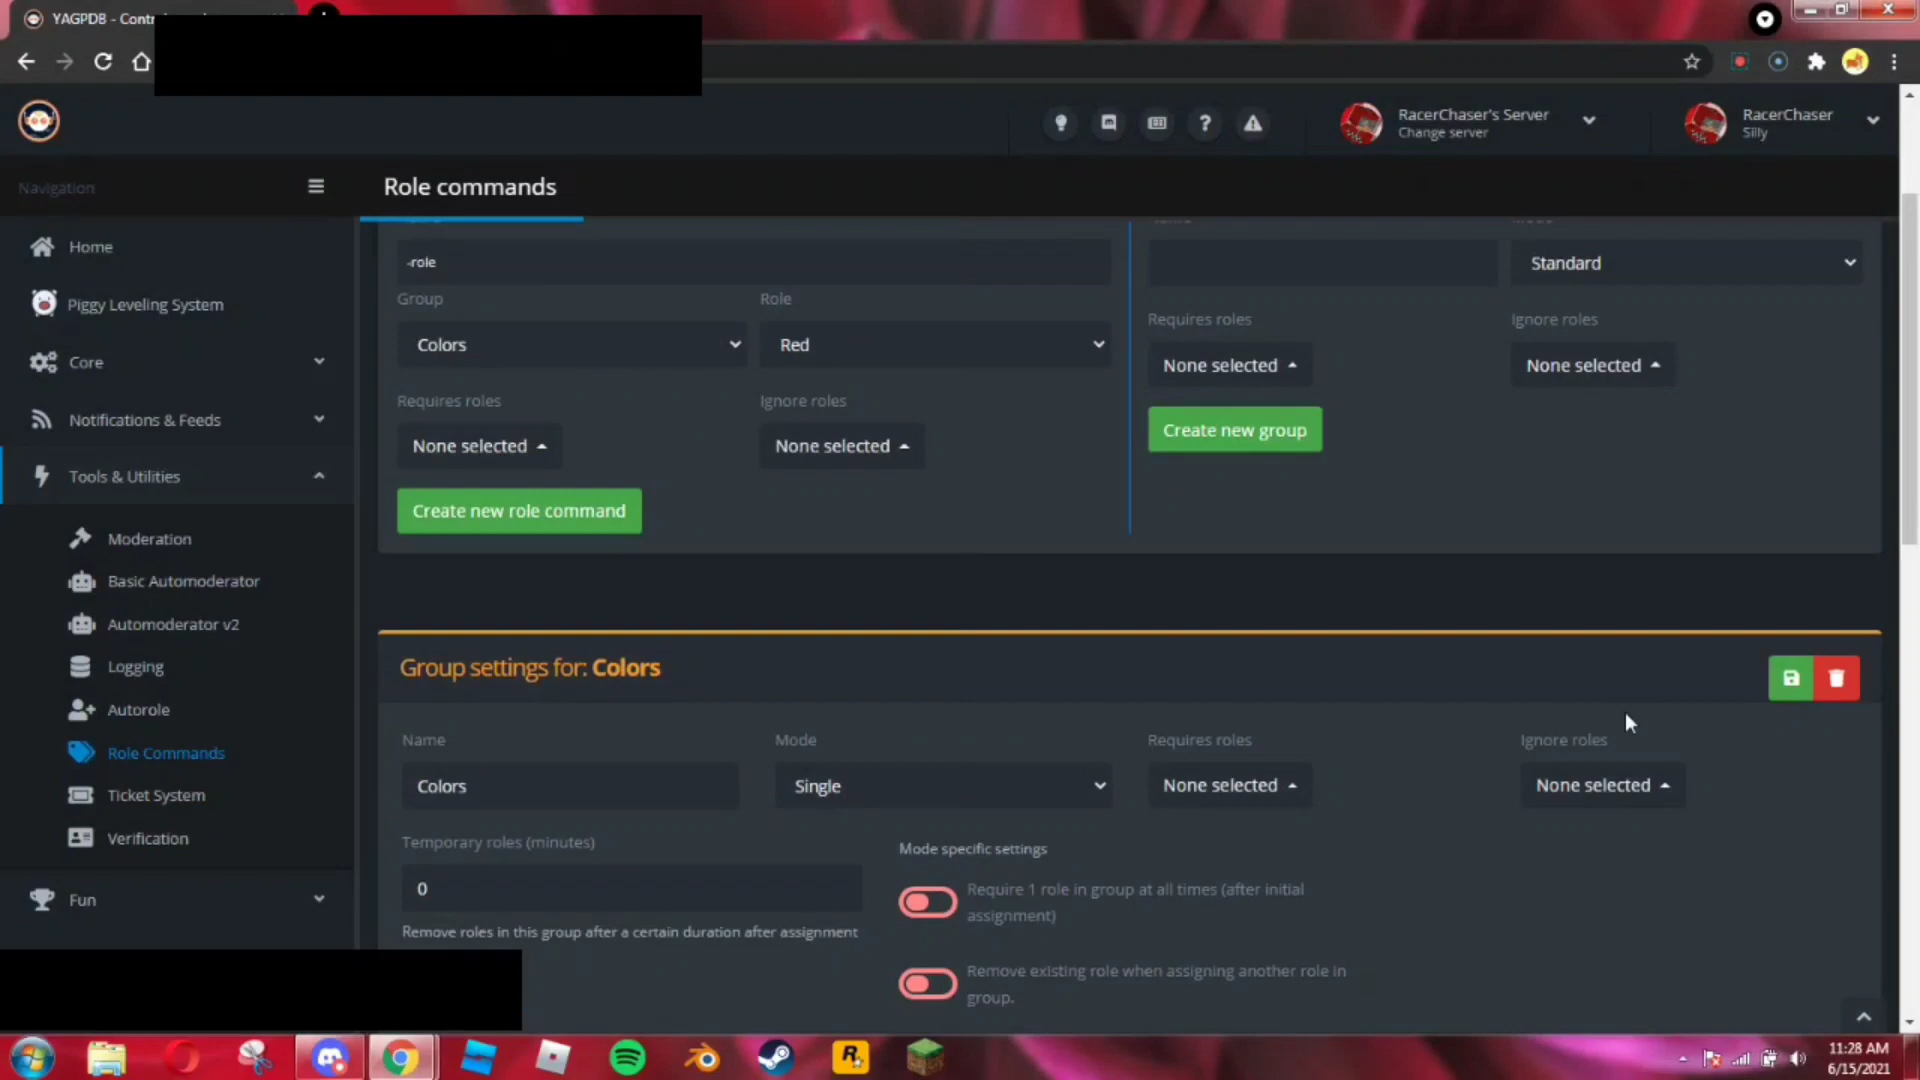 YAGPDB - Contr
RacerChaser's Server
Change server
RacerChaser
Silly
Navigation
Role commands
Home
Piggy Leveling System
Core
Notifications & Feeds
Tools & Utilities
Moderation
Basic Automoderator
Automoderator v2
Logging
Autorole
Role Commands
Ticket System
Verification
Fun
-role
Group
Role
Colors
Red
Requires roles
Ignore roles
None selected
None selected
Create new role command
Standard
Requires roles
Ignore roles
None selected
None selected
Create new group
Group settings for: Colors
Name
Mode
Requires roles
Ignore roles
Colors
Single
None selected
None selected
Temporary roles (minutes)
0
Remove roles in this group after a certain duration after assignment
Mode specific settings
Require 1 role in group at all times (after initial
assignment)
Remove existing role when assigning another role in
group.
11:28 AM
6/15/2021